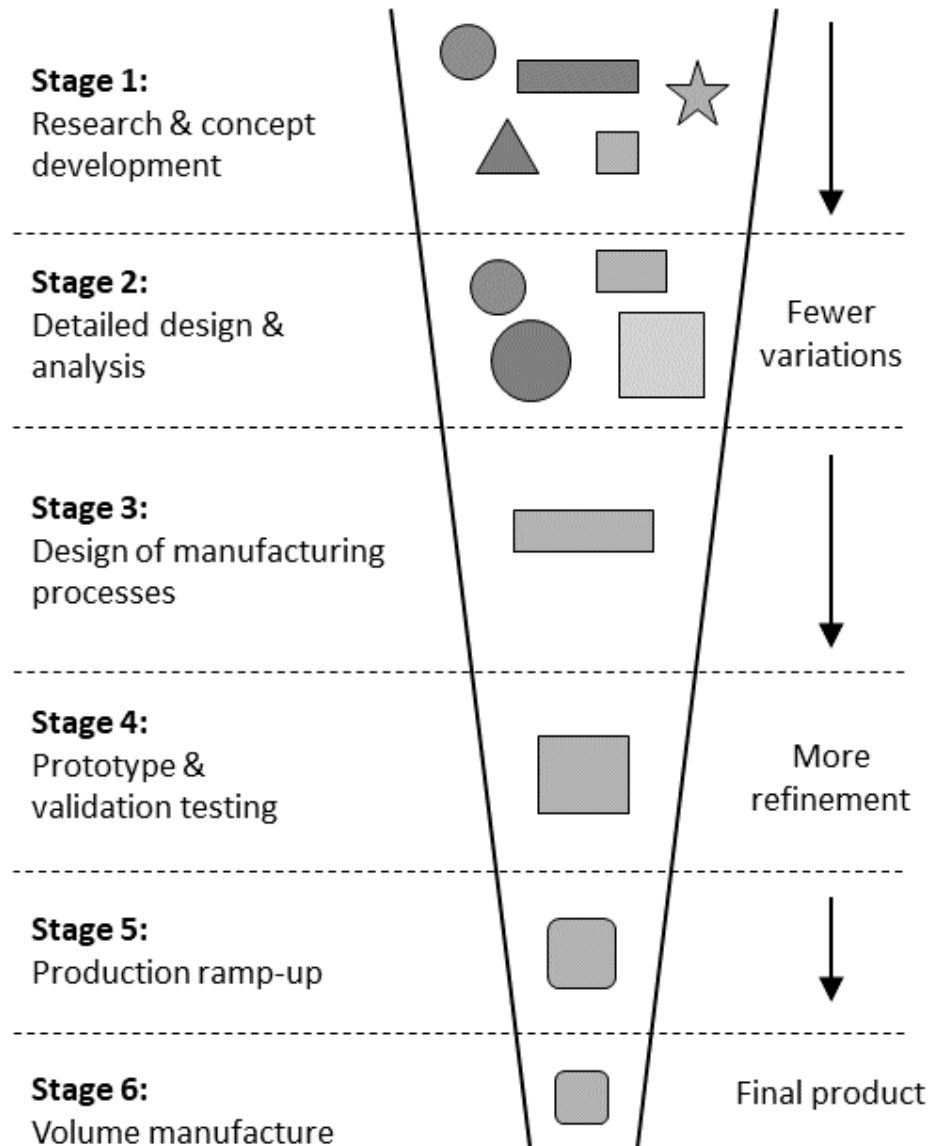 Stage 1:
Research & concept
development
Stage 2:
Detailed design &
analysis
Fewer
variations
Stage 3:
Design of manufacturing
processes
Stage 4:
Prototype &
validation testing
More
refinement
Stage 5:
Production ramp-up
Stage 6:
Volume manufacture
Final product